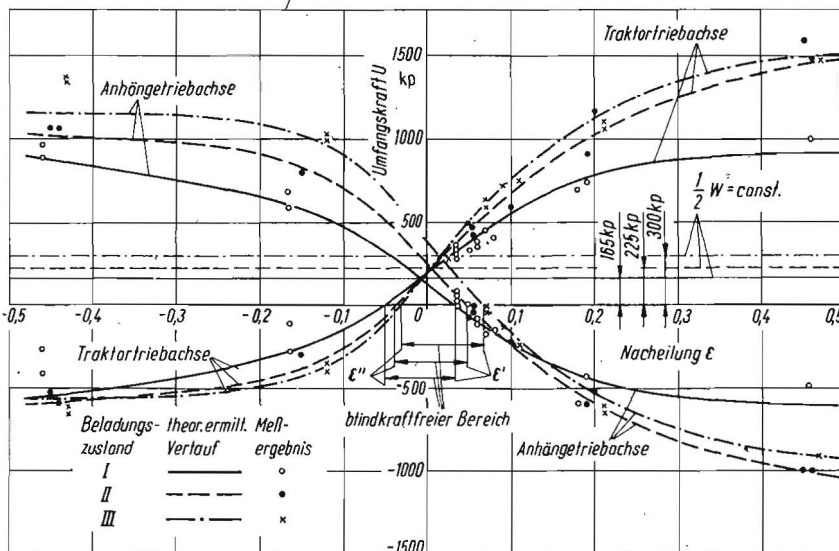 1500
Umfangskraft U
kp
Traktortriebachse
Anhängetriebachse
1000
500
1/2 W = const.
165 kp
225 kp
300 kp
-0,5
-0,4
-0,3
-0,2
-0,1
0
0,1
0,2
0,3
0,4
0,5
Traktortriebachse
Nacheilung ε
ε''
ε'
-500
blindkraftfreier Bereich
Anhängetriebachse
Beladungs-
zustand
theor. ermitt.
Verlauf
Meß-
ergebnis
I
II
III
-1000
-1500